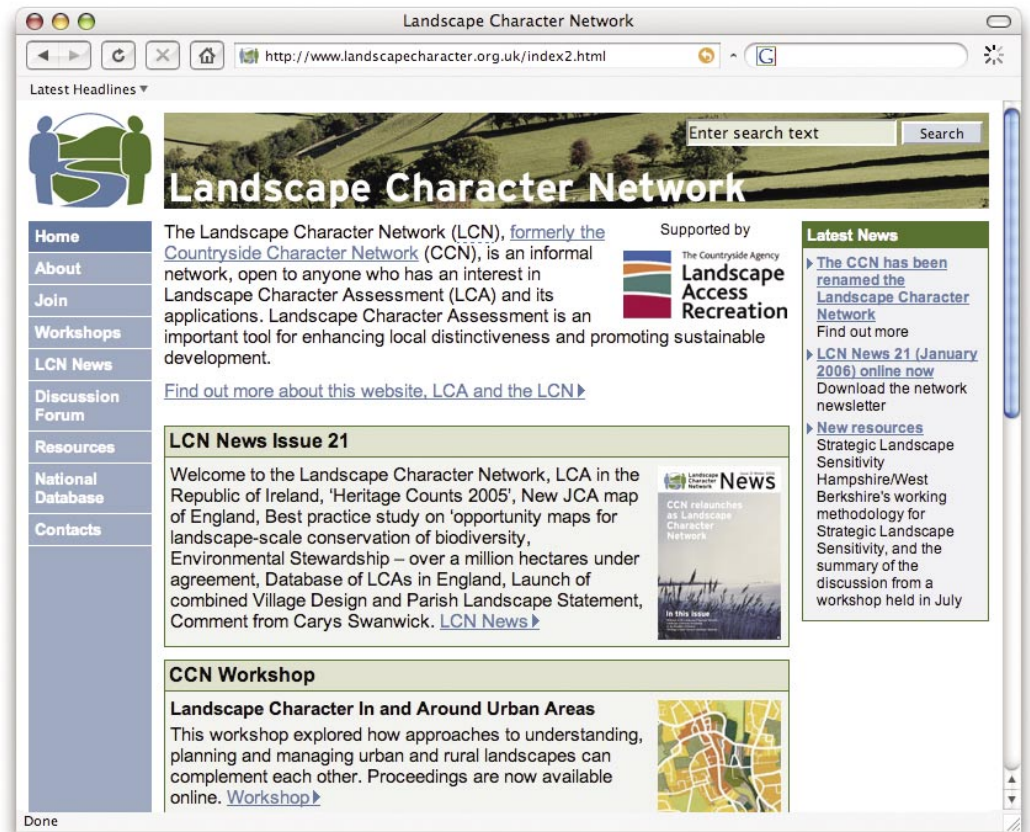 Landscape Character Network
http://www.landscapecharacter.org.uk/index2.html
G
Latest Headlines
Enter search text
Search
Landscape Character Network
Home
About
Join
Workshops
LCN News
Discussion
Forum
Resources
National
Database
Contacts
The Landscape Character Network (LCN), formerly the
Countryside Character Network (CCN), is an informal
network, open to anyone who has an interest in
Landscape Character Assessment (LCA) and its
applications. Landscape Character Assessment is an
important tool for enhancing local distinctiveness and promoting sustainable
development.
Find out more about this website, LCA and the LCN
Supported by
The Countryside Agency
Landscape
Access
Recreation
LCN News Issue 21
Welcome to the Landscape Character Network, LCA in the
Republic of Ireland, 'Heritage Counts 2005', New JCA map
of England, Best practice study on 'opportunity maps for
landscape-scale conservation of biodiversity,
Environmental Stewardship – over a million hectares under
agreement, Database of LCAs in England, Launch of
combined Village Design and Parish Landscape Statement,
Comment from Carys Swanwick. LCN News
Landscape
Character
Network
News
CCN relaunches
as Landscape
Character
Network
In this issue
CCN Workshop
Landscape Character In and Around Urban Areas
This workshop explored how approaches to understanding,
planning and managing urban and rural landscapes can
complement each other. Proceedings are now available
online. Workshop
Latest News
The CCN has been
renamed the
Landscape Character
Network
Find out more
LCN News 21 (January
2006) online now
Download the network
newsletter
New resources
Strategic Landscape
Sensitivity
Hampshire/West
Berkshire's working
methodology for
Strategic Landscape
Sensitivity, and the
summary of the
discussion from a
workshop held in July
Done